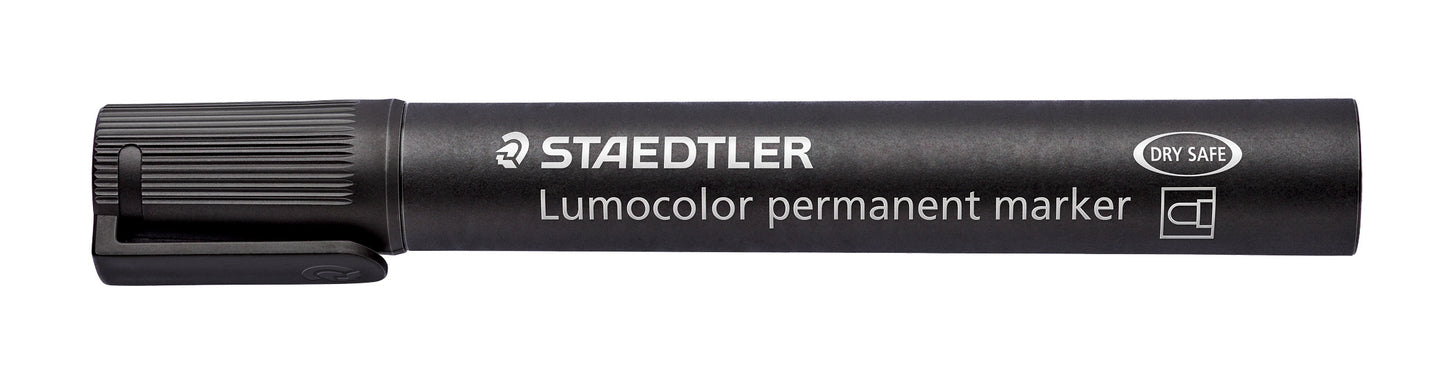 STAEDTLER
Lumocolor permanent marker
DRY SAFE